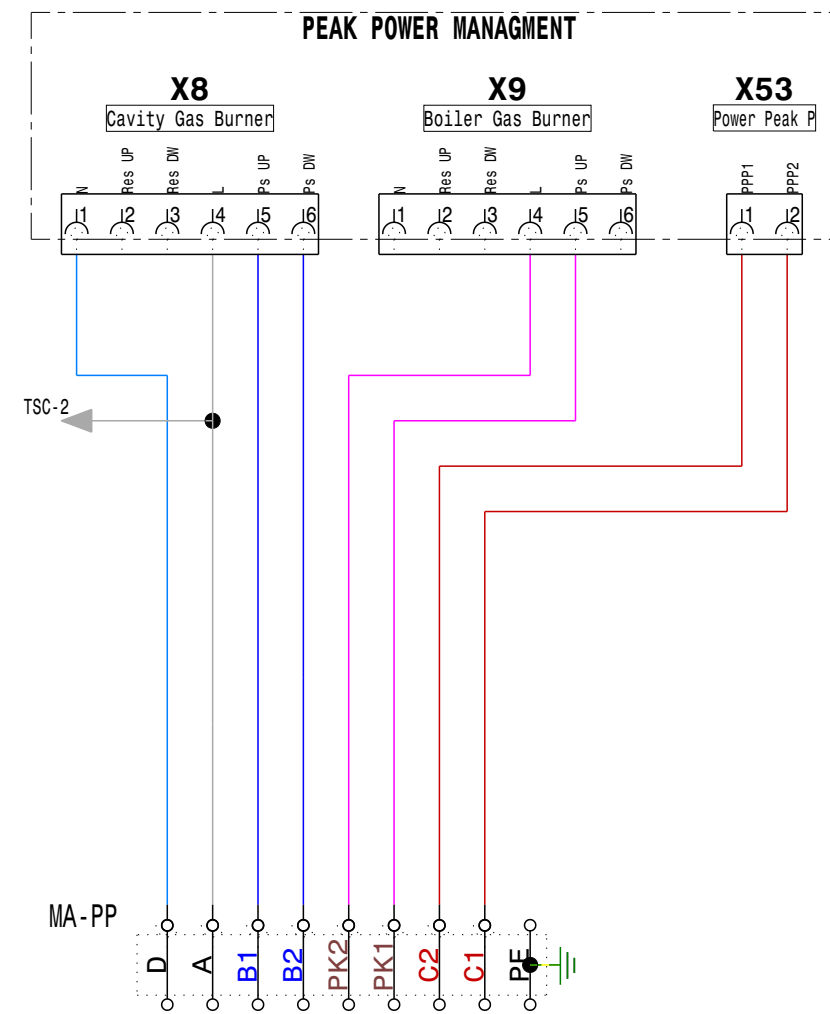 PEAK POWER MANAGMENT
X8 X9 X53
Cavity Gas Burner Boiler Gas Burner Power Peak P
N Res UP Res DW L Ps UP Ps DW N Res UP Res DW L Ps UP Ps DW PPP1 PPP2
1 2 3 4 5 6 1 2 3 4 5 6 1 2
TSC-2
MA-PP
D A B1 B2 PK2 PK1 C2 C1 PE